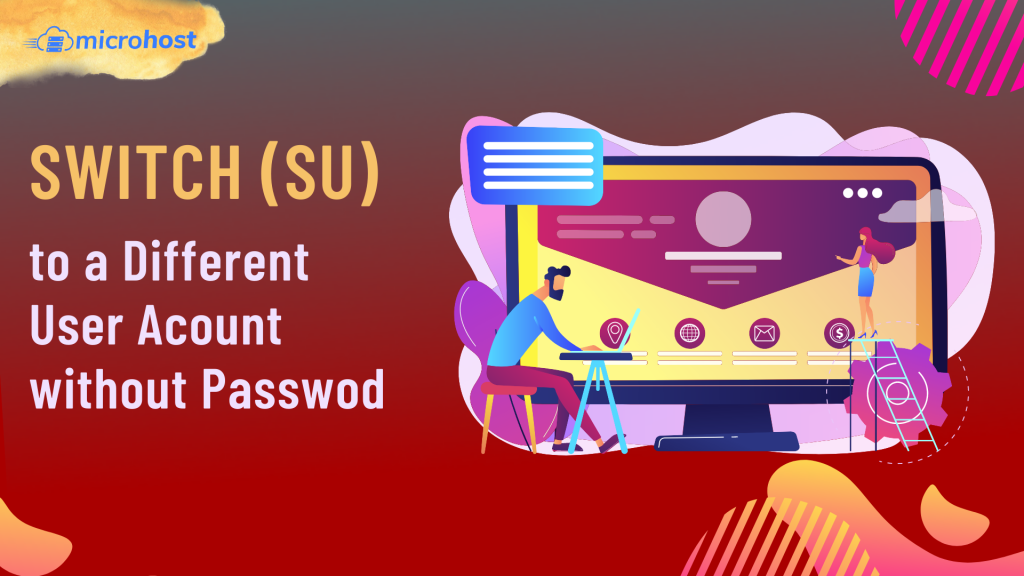 microhost
SWITCH (SU)
to a Different
User Acount
without Passwod